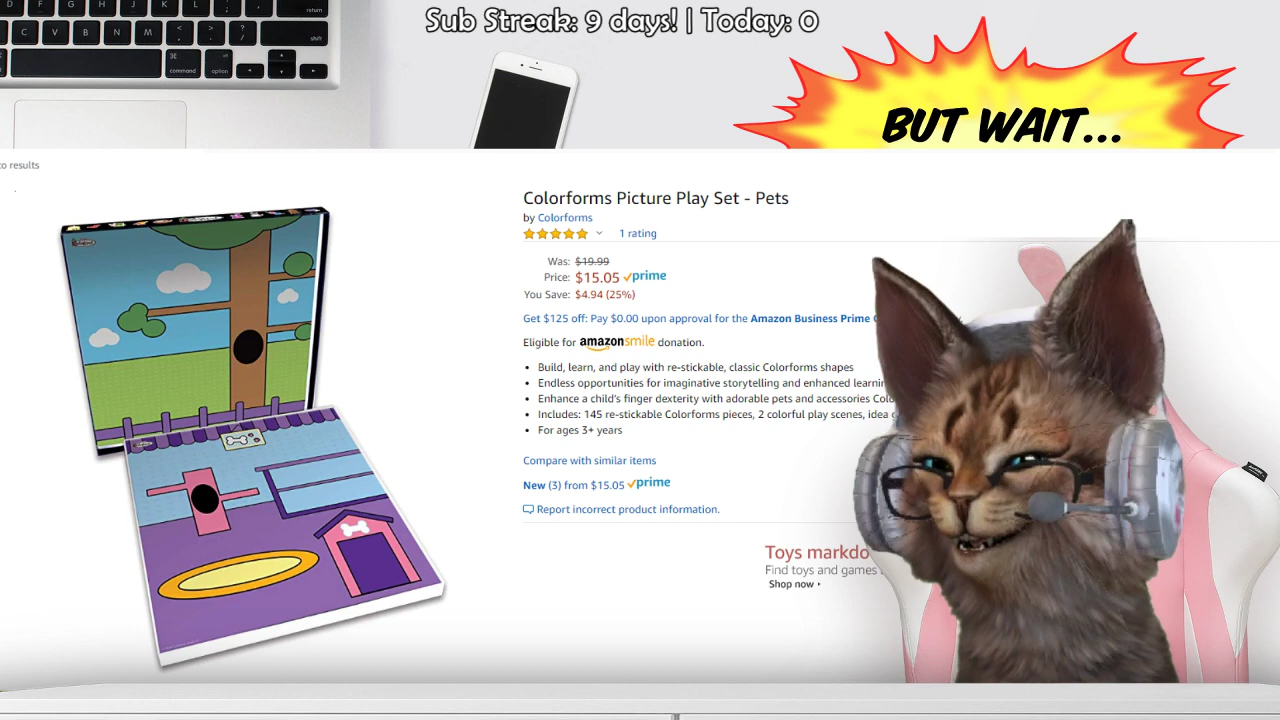 Sub Streak: 9 days! | Today: 0
D F G H J K L ; return
C V B N M < , > . ? / shift
command option
BUT WAIT...
to results
Colorforms Picture Play Set - Pets
by Colorforms
1 rating
Was: $19.99
Price: $15.05 prime
You Save: $4.94 (25%)
Get $125 off: Pay $0.00 upon approval for the Amazon Business Prime
Eligible for amazonsmile donation.
Build, learn, and play with re-stickable, classic Colorforms shapes
Endless opportunities for imaginative storytelling and enhanced learnin
Enhance a child's finger dexterity with adorable pets and accessories Colo
Includes: 145 re-stickable Colorforms pieces, 2 colorful play scenes, idea
For ages 3+ years
Compare with similar items
New (3) from $15.05 prime
Report incorrect product information.
Toys markdo
Find toys and games
Shop now